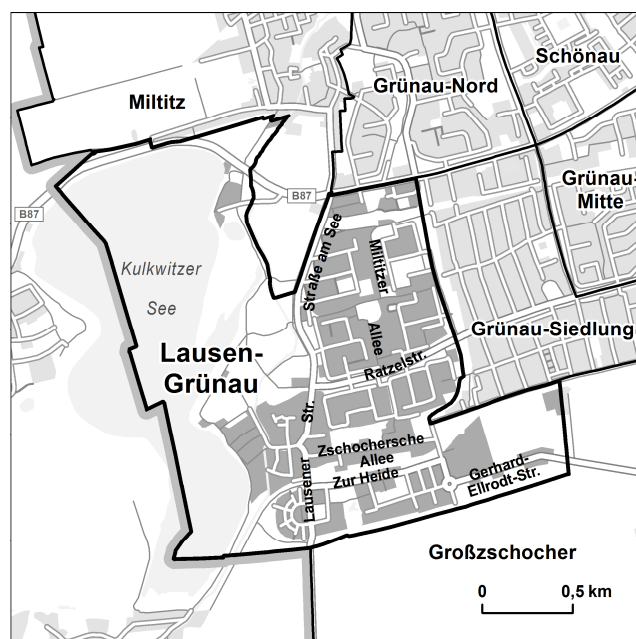 Schönau
Grünau-Nord
Miltitz
Grünau-
Mitte
B87
B87
Straße am See
Miltitzer
Allee
Kulkwitzer
See
Grünau-Siedlung
Lausen-
Grünau
Ratzelstr.
Lausener Str.
Zschochersche
Allee
Zur Heide
Gerhard-
Ellrodt-Str.
Großzschocher
0 0,5 km